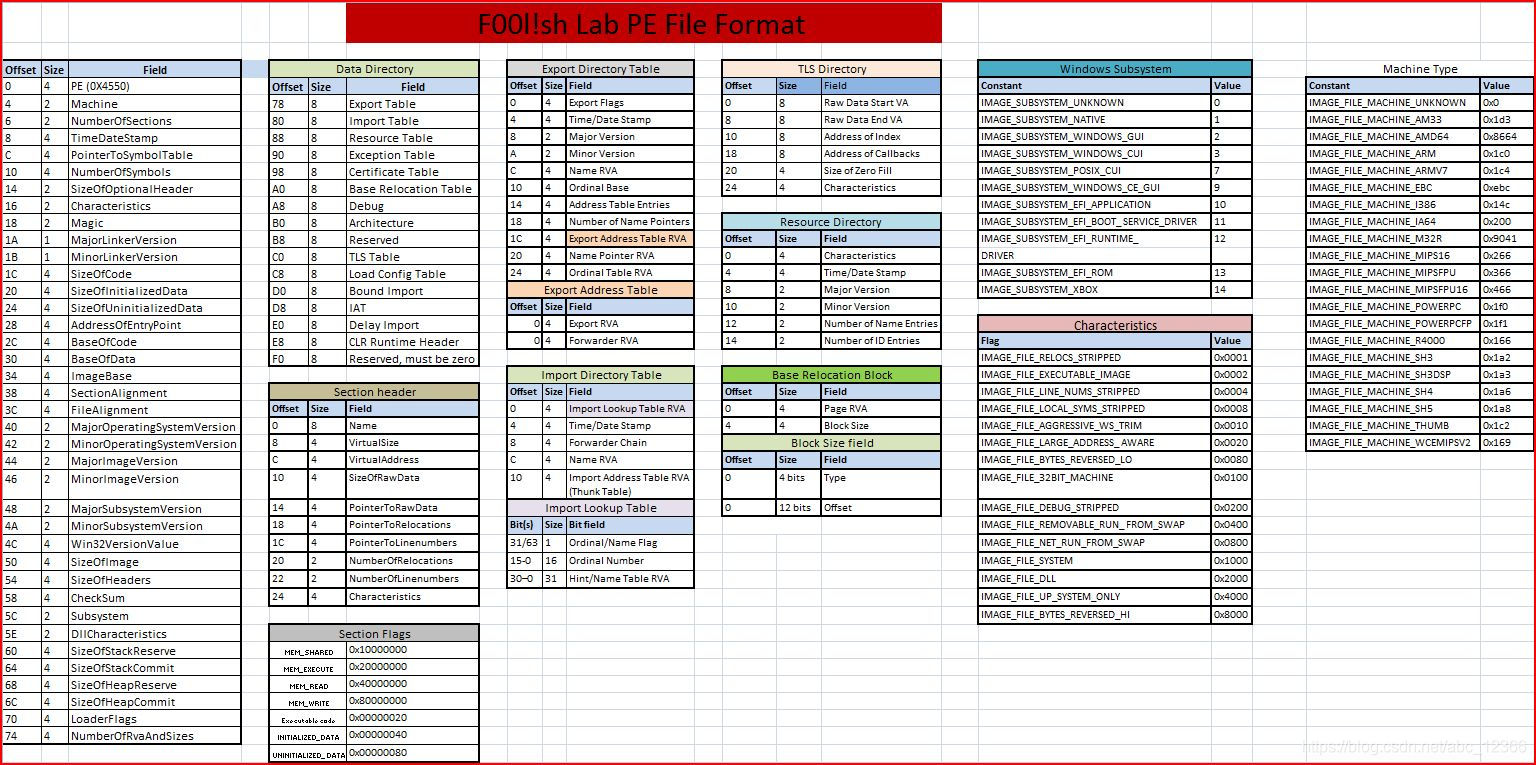 F00l!sh Lab PE File Format
Offset Size Field
0 4 PE (0X4550)
4 2 Machine
6 2 NumberOfSections
8 4 TimeDateStamp
C 4 PointerToSymbolTable
10 4 NumberOfSymbols
14 2 SizeOfOptionalHeader
16 2 Characteristics
18 2 Magic
1A 1 MajorLinkerVersion
1B 1 MinorLinkerVersion
1C 4 SizeOfCode
20 4 SizeOfInitializedData
24 4 SizeOfUninitializedData
28 4 AddressOfEntryPoint
2C 4 BaseOfCode
30 4 BaseOfData
34 4 ImageBase
38 4 SectionAlignment
3C 4 FileAlignment
40 2 MajorOperatingSystemVersion
42 2 MinorOperatingSystemVersion
44 2 MajorImageVersion
46 2 MinorImageVersion
48 2 MajorSubsystemVersion
4A 2 MinorSubsystemVersion
4C 4 Win32VersionValue
50 4 SizeOfImage
54 4 SizeOfHeaders
58 4 CheckSum
5C 2 Subsystem
5E 2 DllCharacteristics
60 4 SizeOfStackReserve
64 4 SizeOfStackCommit
68 4 SizeOfHeapReserve
6C 4 SizeOfHeapCommit
70 4 LoaderFlags
74 4 NumberOfRvaAndSizes
Data Directory
Offset Size Field
78 8 Export Table
80 8 Import Table
88 8 Resource Table
90 8 Exception Table
98 8 Certificate Table
A0 8 Base Relocation Table
A8 8 Debug
B0 8 Architecture
B8 8 Reserved
C0 8 TLS Table
C8 8 Load Config Table
D0 8 Bound Import
D8 8 IAT
E0 8 Delay Import
E8 8 CLR Runtime Header
F0 8 Reserved, must be zero
Section header
Offset Size Field
0 8 Name
8 4 VirtualSize
C 4 VirtualAddress
10 4 SizeOfRawData
14 4 PointerToRawData
18 4 PointerToRelocations
1C 4 PointerToLinenumbers
20 2 NumberOfRelocations
22 2 NumberOfLinenumbers
24 4 Characteristics
Section Flags
MEM_SHARED 0x10000000
MEM_EXECUTE 0x20000000
MEM_READ 0x40000000
MEM_WRITE 0x80000000
Executable code 0x00000020
INITIALIZED_DATA 0x00000040
UNINITIALIZED_DATA 0x00000080
Export Directory Table
Offset Size Field
0 4 Export Flags
4 4 Time/Date Stamp
8 2 Major Version
A 2 Minor Version
C 4 Name RVA
10 4 Ordinal Base
14 4 Address Table Entries
18 4 Number of Name Pointers
1C 4 Export Address Table RVA
20 4 Name Pointer RVA
24 4 Ordinal Table RVA
Export Address Table
Offset Size Field
0 4 Export RVA
0 4 Forwarder RVA
Import Directory Table
Offset Size Field
0 4 Import Lookup Table RVA
4 4 Time/Date Stamp
8 4 Forwarder Chain
C 4 Name RVA
10 4 Import Address Table RVA
(Thunk Table)
Import Lookup Table
Bit(s) Size Bit field
31/63 1 Ordinal/Name Flag
15-0 16 Ordinal Number
30–0 31 Hint/Name Table RVA
TLS Directory
Offset Size Field
0 8 Raw Data Start VA
8 8 Raw Data End VA
10 8 Address of Index
18 8 Address of Callbacks
20 4 Size of Zero Fill
24 4 Characteristics
Resource Directory
Offset Size Field
0 4 Characteristics
4 4 Time/Date Stamp
8 2 Major Version
10 2 Minor Version
12 2 Number of Name Entries
14 2 Number of ID Entries
Base Relocation Block
Offset Size Field
0 4 Page RVA
4 4 Block Size
Block Size field
Offset Size Field
0 4 bits Type
0 12 bits Offset
Windows Subsystem
Constant Value
IMAGE_SUBSYSTEM_UNKNOWN 0
IMAGE_SUBSYSTEM_NATIVE 1
IMAGE_SUBSYSTEM_WINDOWS_GUI 2
IMAGE_SUBSYSTEM_WINDOWS_CUI 3
IMAGE_SUBSYSTEM_POSIX_CUI 7
IMAGE_SUBSYSTEM_WINDOWS_CE_GUI 9
IMAGE_SUBSYSTEM_EFI_APPLICATION 10
IMAGE_SUBSYSTEM_EFI_BOOT_SERVICE_DRIVER 11
IMAGE_SUBSYSTEM_EFI_RUNTIME_ 12
DRIVER
IMAGE_SUBSYSTEM_EFI_ROM 13
IMAGE_SUBSYSTEM_XBOX 14
Characteristics
Flag Value
IMAGE_FILE_RELOCS_STRIPPED 0x0001
IMAGE_FILE_EXECUTABLE_IMAGE 0x0002
IMAGE_FILE_LINE_NUMS_STRIPPED 0x0004
IMAGE_FILE_LOCAL_SYMS_STRIPPED 0x0008
IMAGE_FILE_AGGRESSIVE_WS_TRIM 0x0010
IMAGE_FILE_LARGE_ADDRESS_AWARE 0x0020
IMAGE_FILE_BYTES_REVERSED_LO 0x0080
IMAGE_FILE_32BIT_MACHINE 0x0100
IMAGE_FILE_DEBUG_STRIPPED 0x0200
IMAGE_FILE_REMOVABLE_RUN_FROM_SWAP 0x0400
IMAGE_FILE_NET_RUN_FROM_SWAP 0x0800
IMAGE_FILE_SYSTEM 0x1000
IMAGE_FILE_DLL 0x2000
IMAGE_FILE_UP_SYSTEM_ONLY 0x4000
IMAGE_FILE_BYTES_REVERSED_HI 0x8000
Machine Type
Constant Value
IMAGE_FILE_MACHINE_UNKNOWN 0x0
IMAGE_FILE_MACHINE_AM33 0x1d3
IMAGE_FILE_MACHINE_AMD64 0x8664
IMAGE_FILE_MACHINE_ARM 0x1c0
IMAGE_FILE_MACHINE_ARMV7 0x1c4
IMAGE_FILE_MACHINE_EBC 0xebc
IMAGE_FILE_MACHINE_I386 0x14c
IMAGE_FILE_MACHINE_IA64 0x200
IMAGE_FILE_MACHINE_M32R 0x9041
IMAGE_FILE_MACHINE_MIPS16 0x266
IMAGE_FILE_MACHINE_MIPSFPU 0x366
IMAGE_FILE_MACHINE_MIPSFPU16 0x466
IMAGE_FILE_MACHINE_POWERPC 0x1f0
IMAGE_FILE_MACHINE_POWERPCFP 0x1f1
IMAGE_FILE_MACHINE_R4000 0x166
IMAGE_FILE_MACHINE_SH3 0x1a2
IMAGE_FILE_MACHINE_SH3DSP 0x1a3
IMAGE_FILE_MACHINE_SH4 0x1a6
IMAGE_FILE_MACHINE_SH5 0x1a8
IMAGE_FILE_MACHINE_THUMB 0x1c2
IMAGE_FILE_MACHINE_WCEMIPSV2 0x169